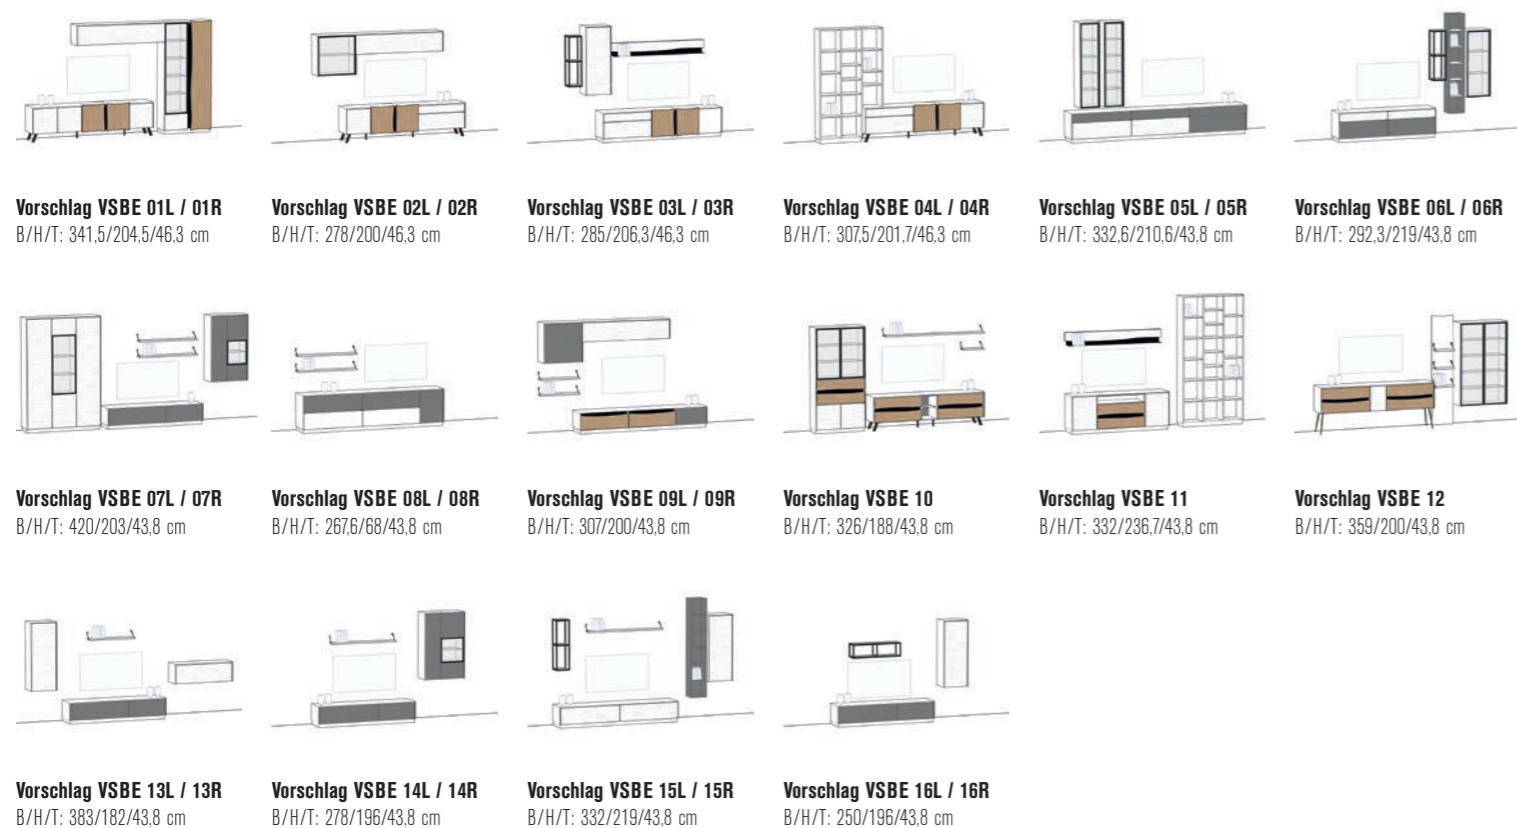 Vorschlag VSBE 01L / 01R
B/H/T: 341,5/204,5/46,3 cm
Vorschlag VSBE 02L / 02R
B/H/T: 278/200/46,3 cm
Vorschlag VSBE 03L / 03R
B/H/T: 285/206,3/46,3 cm
Vorschlag VSBE 04L / 04R
B/H/T: 307,5/201,7/46,3 cm
Vorschlag VSBE 05L / 05R
B/H/T: 332,6/210,6/43,8 cm
Vorschlag VSBE 06L / 06R
B/H/T: 292,3/219/43,8 cm
Vorschlag VSBE 07L / 07R
B/H/T: 420/203/43,8 cm
Vorschlag VSBE 08L / 08R
B/H/T: 267,6/68/43,8 cm
Vorschlag VSBE 09L / 09R
B/H/T: 307/200/43,8 cm
Vorschlag VSBE 10
B/H/T: 326/188/43,8 cm
Vorschlag VSBE 11
B/H/T: 332/236,7/43,8 cm
Vorschlag VSBE 12
B/H/T: 359/200/43,8 cm
Vorschlag VSBE 13L / 13R
B/H/T: 383/182/43,8 cm
Vorschlag VSBE 14L / 14R
B/H/T: 278/196/43,8 cm
Vorschlag VSBE 15L / 15R
B/H/T: 332/219/43,8 cm
Vorschlag VSBE 16L / 16R
B/H/T: 250/196/43,8 cm